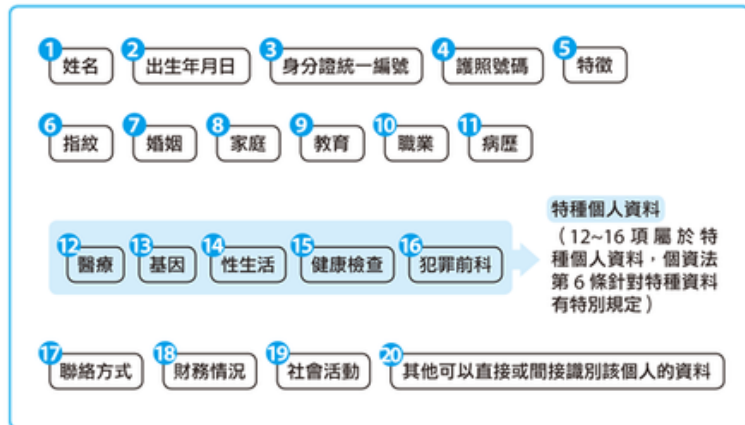 1 姓名 2 出生年月日 3 身分證統一編號 4 護照號碼 5 特徵
6 指紋 7 婚姻 8 家庭 9 教育 10 職業 11 病歷
12 醫療 13 基因 14 性生活 15 健康檢查 16 犯罪前科
特種個人資料
（12~16 項屬於特
種個人資料，個資法
第 6 條針對特種資料
有特別規定）
17 聯絡方式 18 財務情況 19 社會活動 20 其他可以直接或間接識別該個人的資料